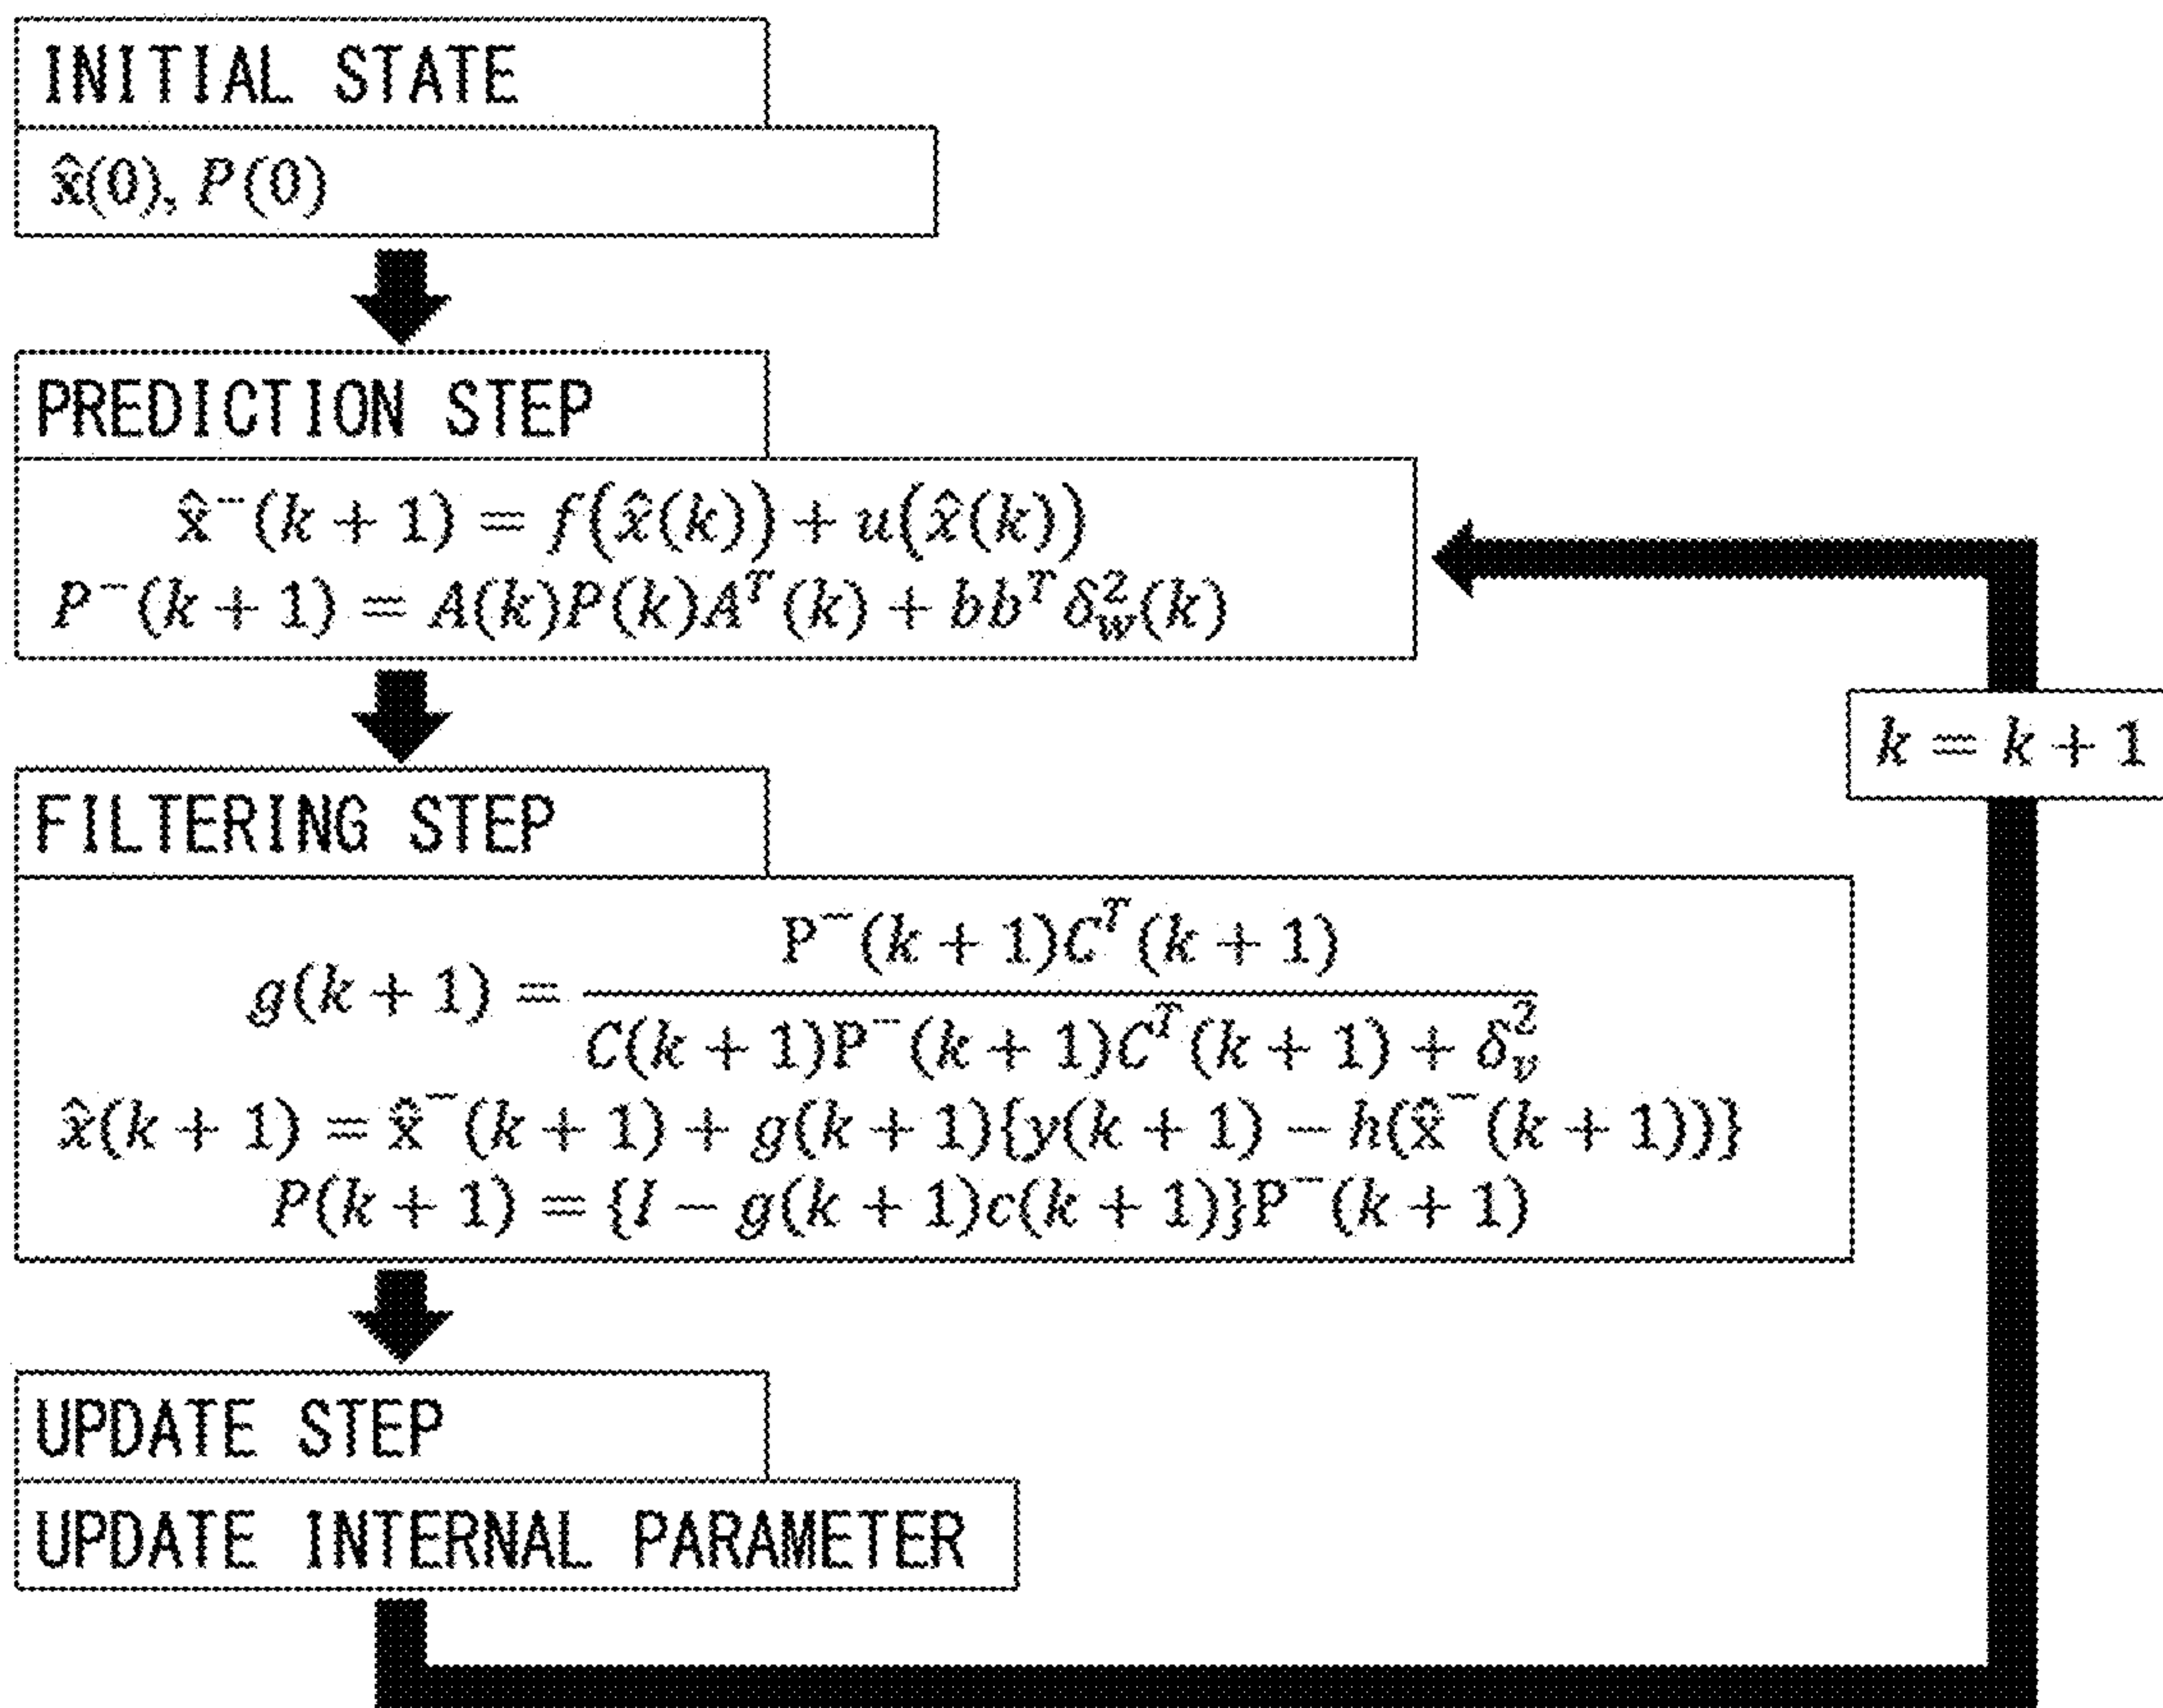 INITIAL STATE
x̂(0), P(0)
PREDICTION STEP
x̂⁻(k + 1) = f(x̂(k)) + u(x̂(k))
P⁻(k + 1) = A(k)P(k)Aᵀ(k) + bbᵀδ²_w(k)
k = k + 1
FILTERING STEP
P⁻(k + 1)Cᵀ(k + 1)
g(k + 1) =
C(k + 1)P⁻(k + 1)Cᵀ(k + 1) + δ²_v
x̂(k + 1) = x̂⁻(k + 1) + g(k + 1){y(k + 1) − h(x̂⁻(k + 1))}
P(k + 1) = {I − g(k + 1)c(k + 1)}P⁻(k + 1)
UPDATE STEP
UPDATE INTERNAL PARAMETER